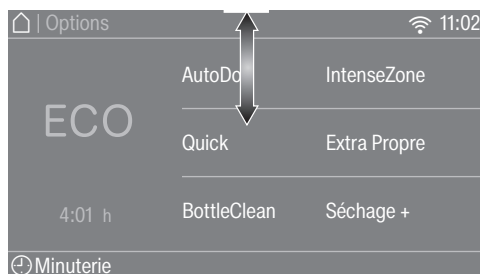 | Options 11:02
AutoDo IntenseZone
ECO
Quick Extra Propre
4:01 h BottleClean Séchage +
Minuterie